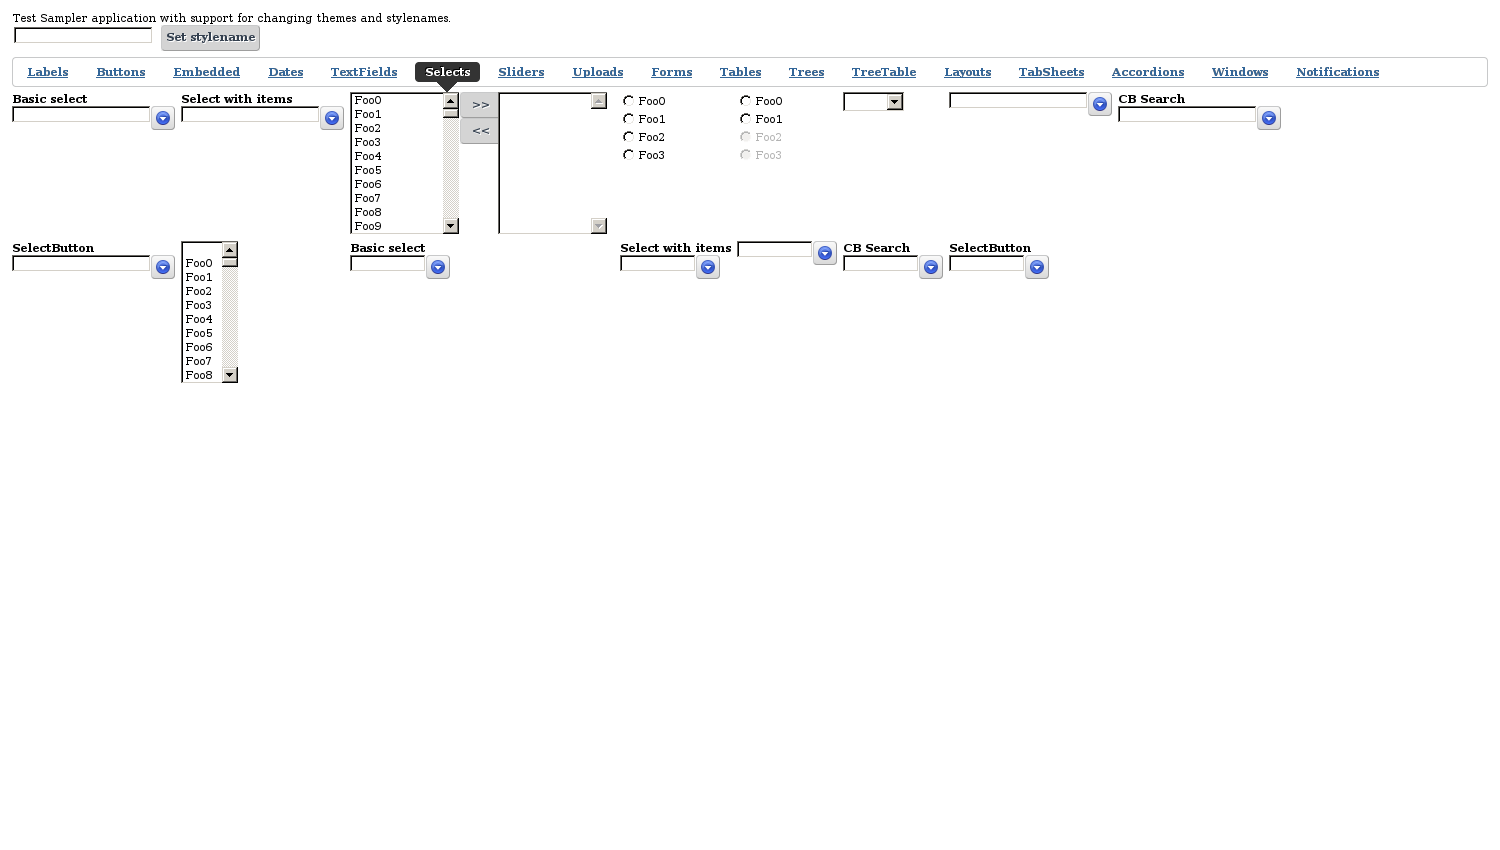 Test Sampler application with support for changing themes and stylenames.
Set stylename
Labels Buttons Embedded Dates TextFields Selects Sliders Uploads Forms Tables Trees TreeTable Layouts TabSheets Accordions Windows Notifications
Basic select
Select with items
Foo0
Foo1
Foo2
Foo3
Foo4
Foo5
Foo6
Foo7
Foo8
Foo9
>>
<<
Foo0
Foo1
Foo2
Foo3
Foo0
Foo1
Foo2
Foo3
CB Search
SelectButton
Foo0
Foo1
Foo2
Foo3
Foo4
Foo5
Foo6
Foo7
Foo8
Basic select
Select with items
CB Search
SelectButton